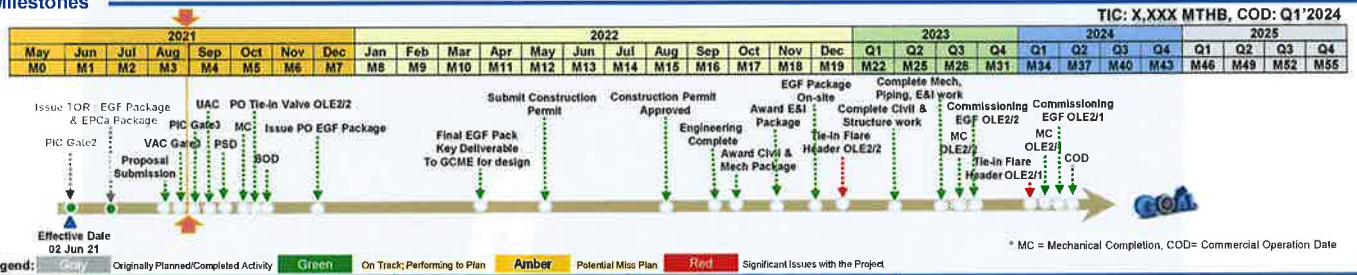 Milestones
TIC: X,XXX MTHB, COD: Q1'2024
2021 2022 2023 2024 2025
May Jun Jul Aug Sep Oct Nov Dec Jan Feb Mar Apr May Jun Jul Aug Sep Oct Nov Dec Q1 Q2 Q3 Q4 Q1 Q2 Q3 Q4 Q1 Q2 Q3 Q4
M0 M1 M2 M3 M4 M5 M6 M7 M8 M9 M10 M11 M12 M13 M14 M15 M16 M17 M18 M19 M22 M25 M28 M31 M34 M37 M40 M43 M46 M49 M52 M55
Issue TOR EGF Package
& EPCa Package
PIC Gate2
Proposal
Submission
VAC Gate3
PIC Gate3
UAC
PSD
MC
PO Tie-in Valve OLE2/2
BOD
Issue PO EGF Package
Final EGF Pack
Key Deliverable
To GCME for design
Submit Construction
Permit
Construction Permit
Approved
Engineering
Complete
Award Civil &
Mech Package
Award E&I
Package
EGF Package
On-site
Tie-in Flare
Header OLE2/2
Complete Civil &
Structure work
Complete Mech,
Piping, E&I work
MC
OLE2/2
Commissioning
EGF OLE2/2
Tie-in Flare
Header OLE2/1
MC
OLE2/1
Commissioning
EGF OLE2/1
COD
Effective Date
02 Jun 21
* MC = Mechanical Completion, COD= Commercial Operation Date
Legend: Gray Originally Planned/Completed Activity Green On Track; Performing to Plan Amber Potential Miss Plan Red Significant Issues with the Project